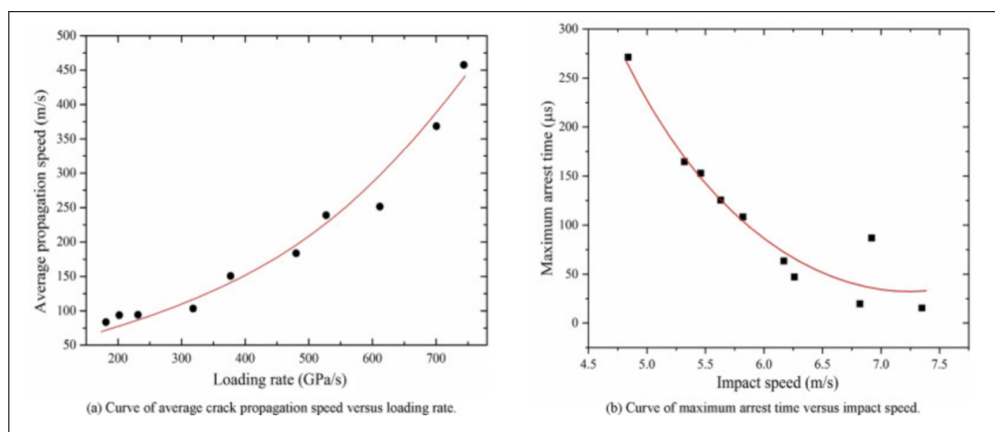 500
450
400
350
300
250
200
150
100
50
Average propagation speed (m/s)
200 300 400 500 600 700
Loading rate (GPa/s)
(a) Curve of average crack propagation speed versus loading rate.
300
250
200
150
100
50
0
Maximum arrest time (μs)
4.5 5.0 5.5 6.0 6.5 7.0 7.5
Impact speed (m/s)
(b) Curve of maximum arrest time versus impact speed.